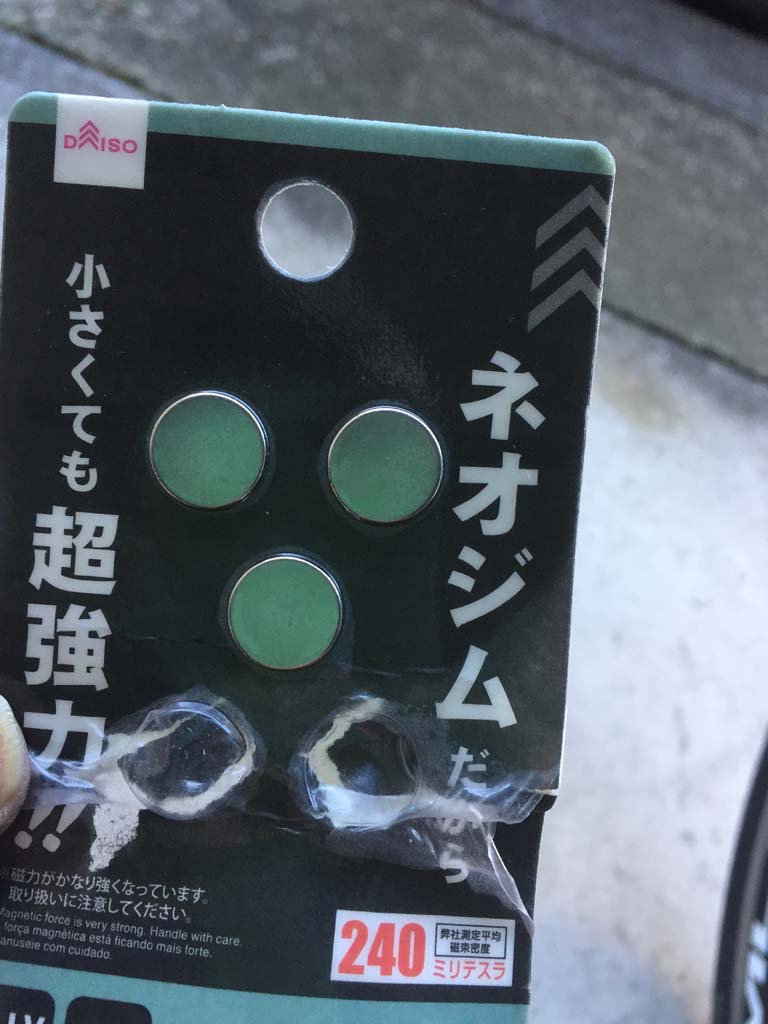 DAISO
ネオジムだから
小さくても超強力!!
※磁力がかなり強くなっています。
取り扱いに注意してください。
Magnetic force is very strong. Handle with care.
força magnética está ficando mais forte.
anuseie com cuidado.
240
弊社測定平均
磁束密度
ミリテスラ